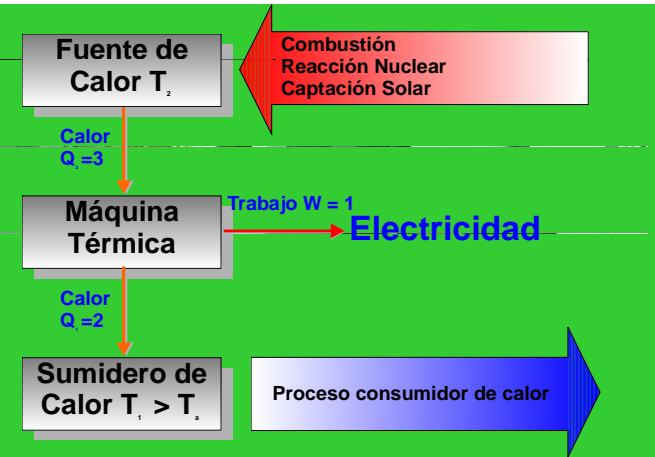 Fuente de
Calor T₂
Combustión
Reacción Nuclear
Captación Solar
Calor
Q₂=3
Máquina
Térmica
Trabajo W = 1
Electricidad
Calor
Q₁=2
Sumidero de
Calor T₁ > Tₐ
Proceso consumidor de calor